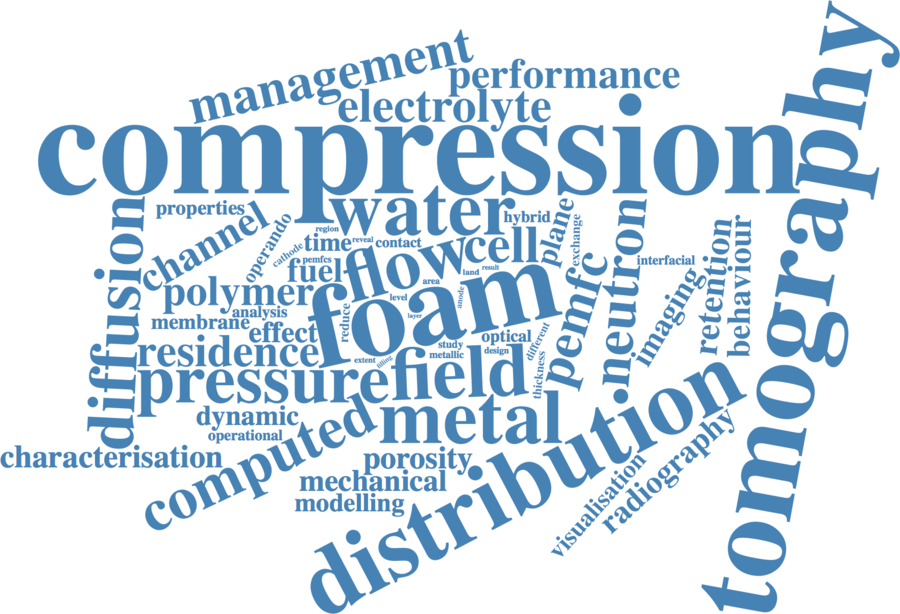 management
performance
electrolyte
compression
tomography
properties
channel
operando
water
hybrid
plane
exchange
region
time
reveal
contact
cathode
pemfcs
fuel
flow
cell
diffusion
polymer
land
result
area
level
anode
layer
foam
pemfc
neutron
interfacial
imaging
retention
behaviour
analysis
membrane
effect
reduce
residence
extent
filling
study
metallic
optical
design
different
thickness
pressure
field
dynamic
operational
metal
characterisation
computed
porosity
mechanical
modelling
distribution
visualisation
radiography